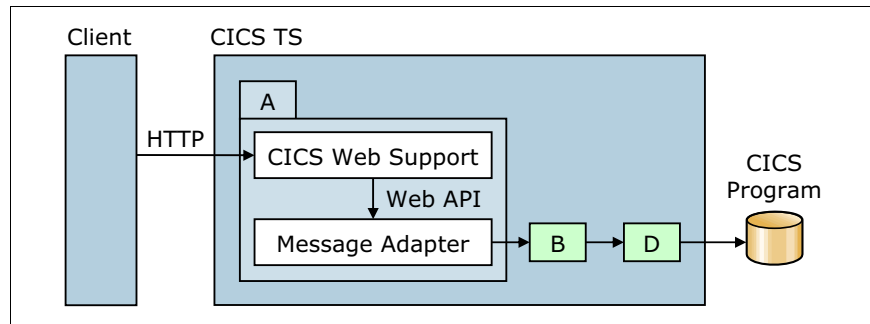 Client
CICS TS
A
HTTP
CICS Web Support
Web API
Message Adapter
B
D
CICS
Program